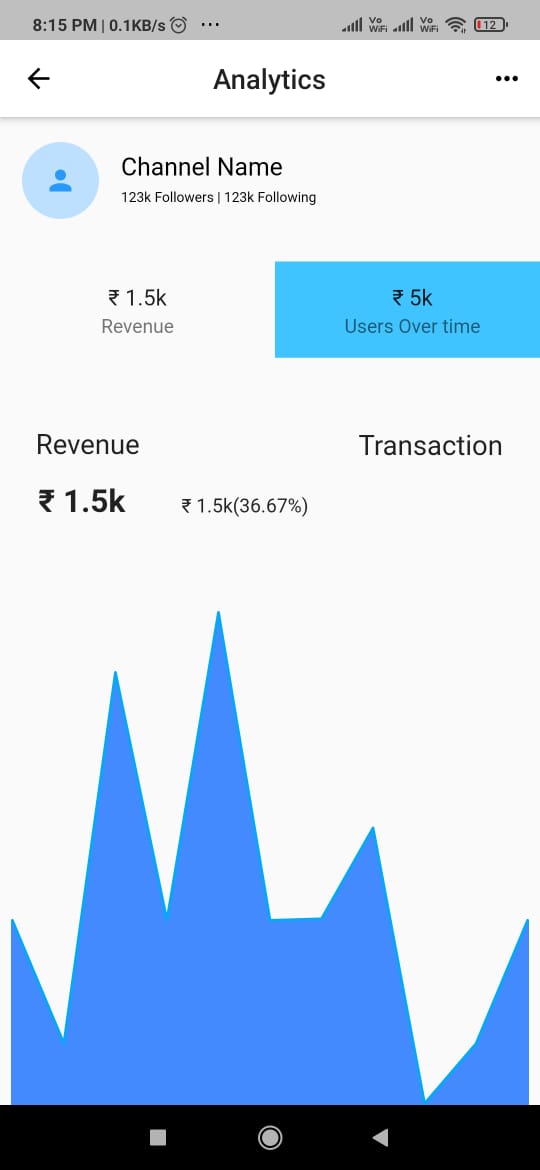 8:15 PM | 0.1KB/s ...
Vo WiFi Vo WiFi 12
Analytics
Channel Name
123k Followers | 123k Following
₹ 1.5k ₹ 5k
Revenue Users Over time
Revenue Transaction
₹ 1.5k ₹ 1.5k(36.67%)